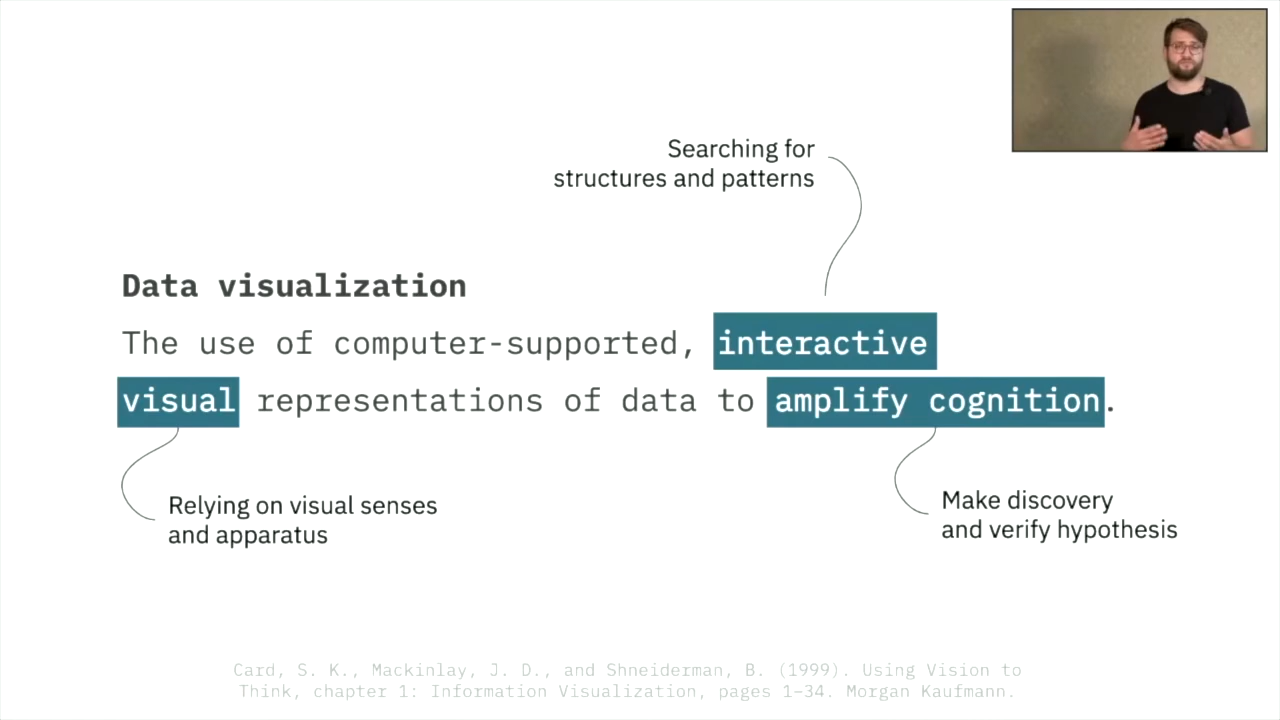 Searching for
structures and patterns
Data visualization
The use of computer-supported, interactive
visual representations of data to amplify cognition.
Relying on visual senses
and apparatus
Make discovery
and verify hypothesis
Card, S. K., Mackinlay, J. D., and Shneiderman, B. (1999). Using Vision to
Think, chapter 1: Information Visualization, pages 1–34. Morgan Kaufmann.